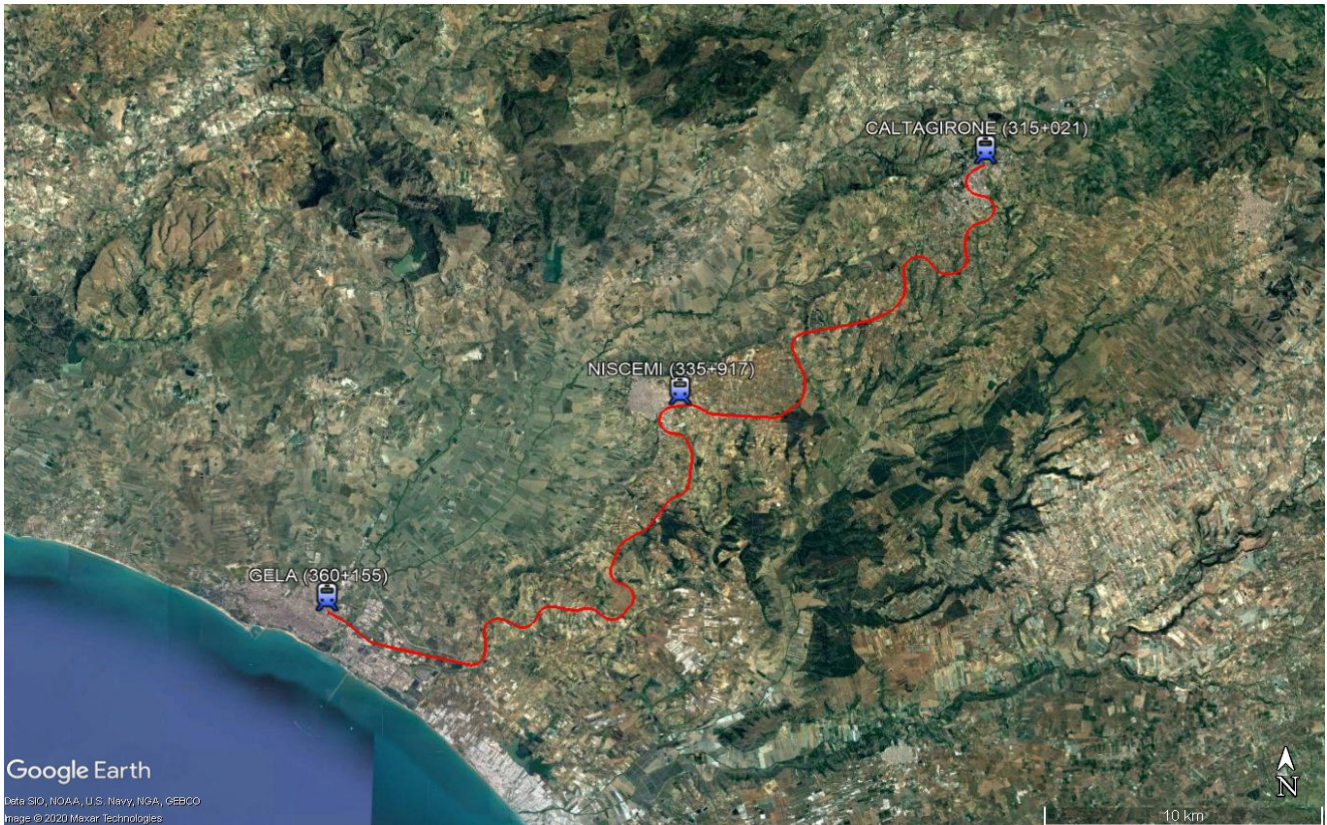 CALTAGIRONE (315+021)
NISCEMI (335+917)
GELA (360+155)
Google Earth
Data SIO, NOAA, U.S. Navy, NGA, GEBCO
Image © 2020 Maxar Technologies
N
10 km